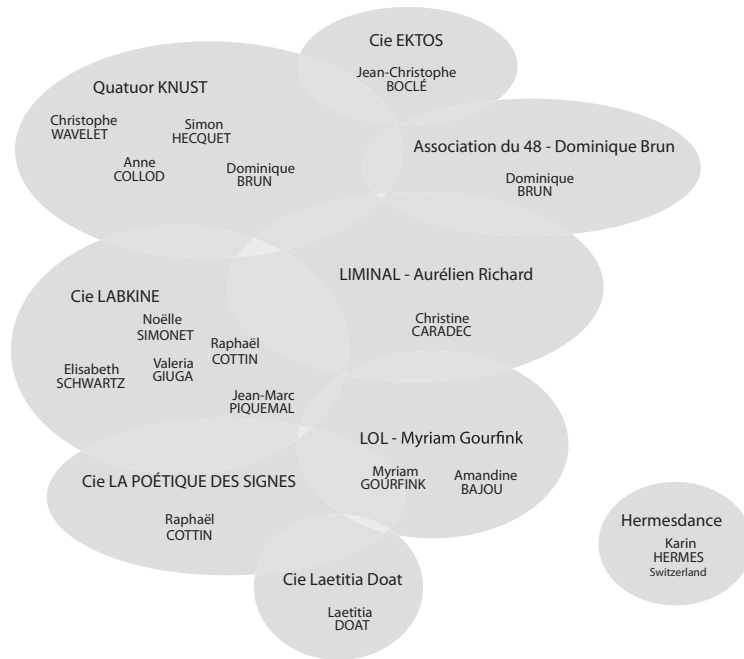 Cie EKTOS
Jean-Christophe
BOCLÉ
Quatuor KNUST
Christophe
WAVELET
Simon
HECQUET
Anne
COLLOD
Dominique
BRUN
Association du 48 - Dominique Brun
Dominique
BRUN
LIMINAL - Aurélien Richard
Christine
CARADEC
Cie LABKINE
Noëlle
SIMONET
Raphaël
COTTIN
Elisabeth
SCHWARTZ
Valeria
GIUGA
Jean-Marc
PIQUEMAL
LOL - Myriam Gourfink
Myriam
GOURFINK
Amandine
BAJOU
Cie LA POÉTIQUE DES SIGNES
Raphaël
COTTIN
Hermesdance
Karin
HERMES
Switzerland
Cie Laetitia Doat
Laetitia
DOAT